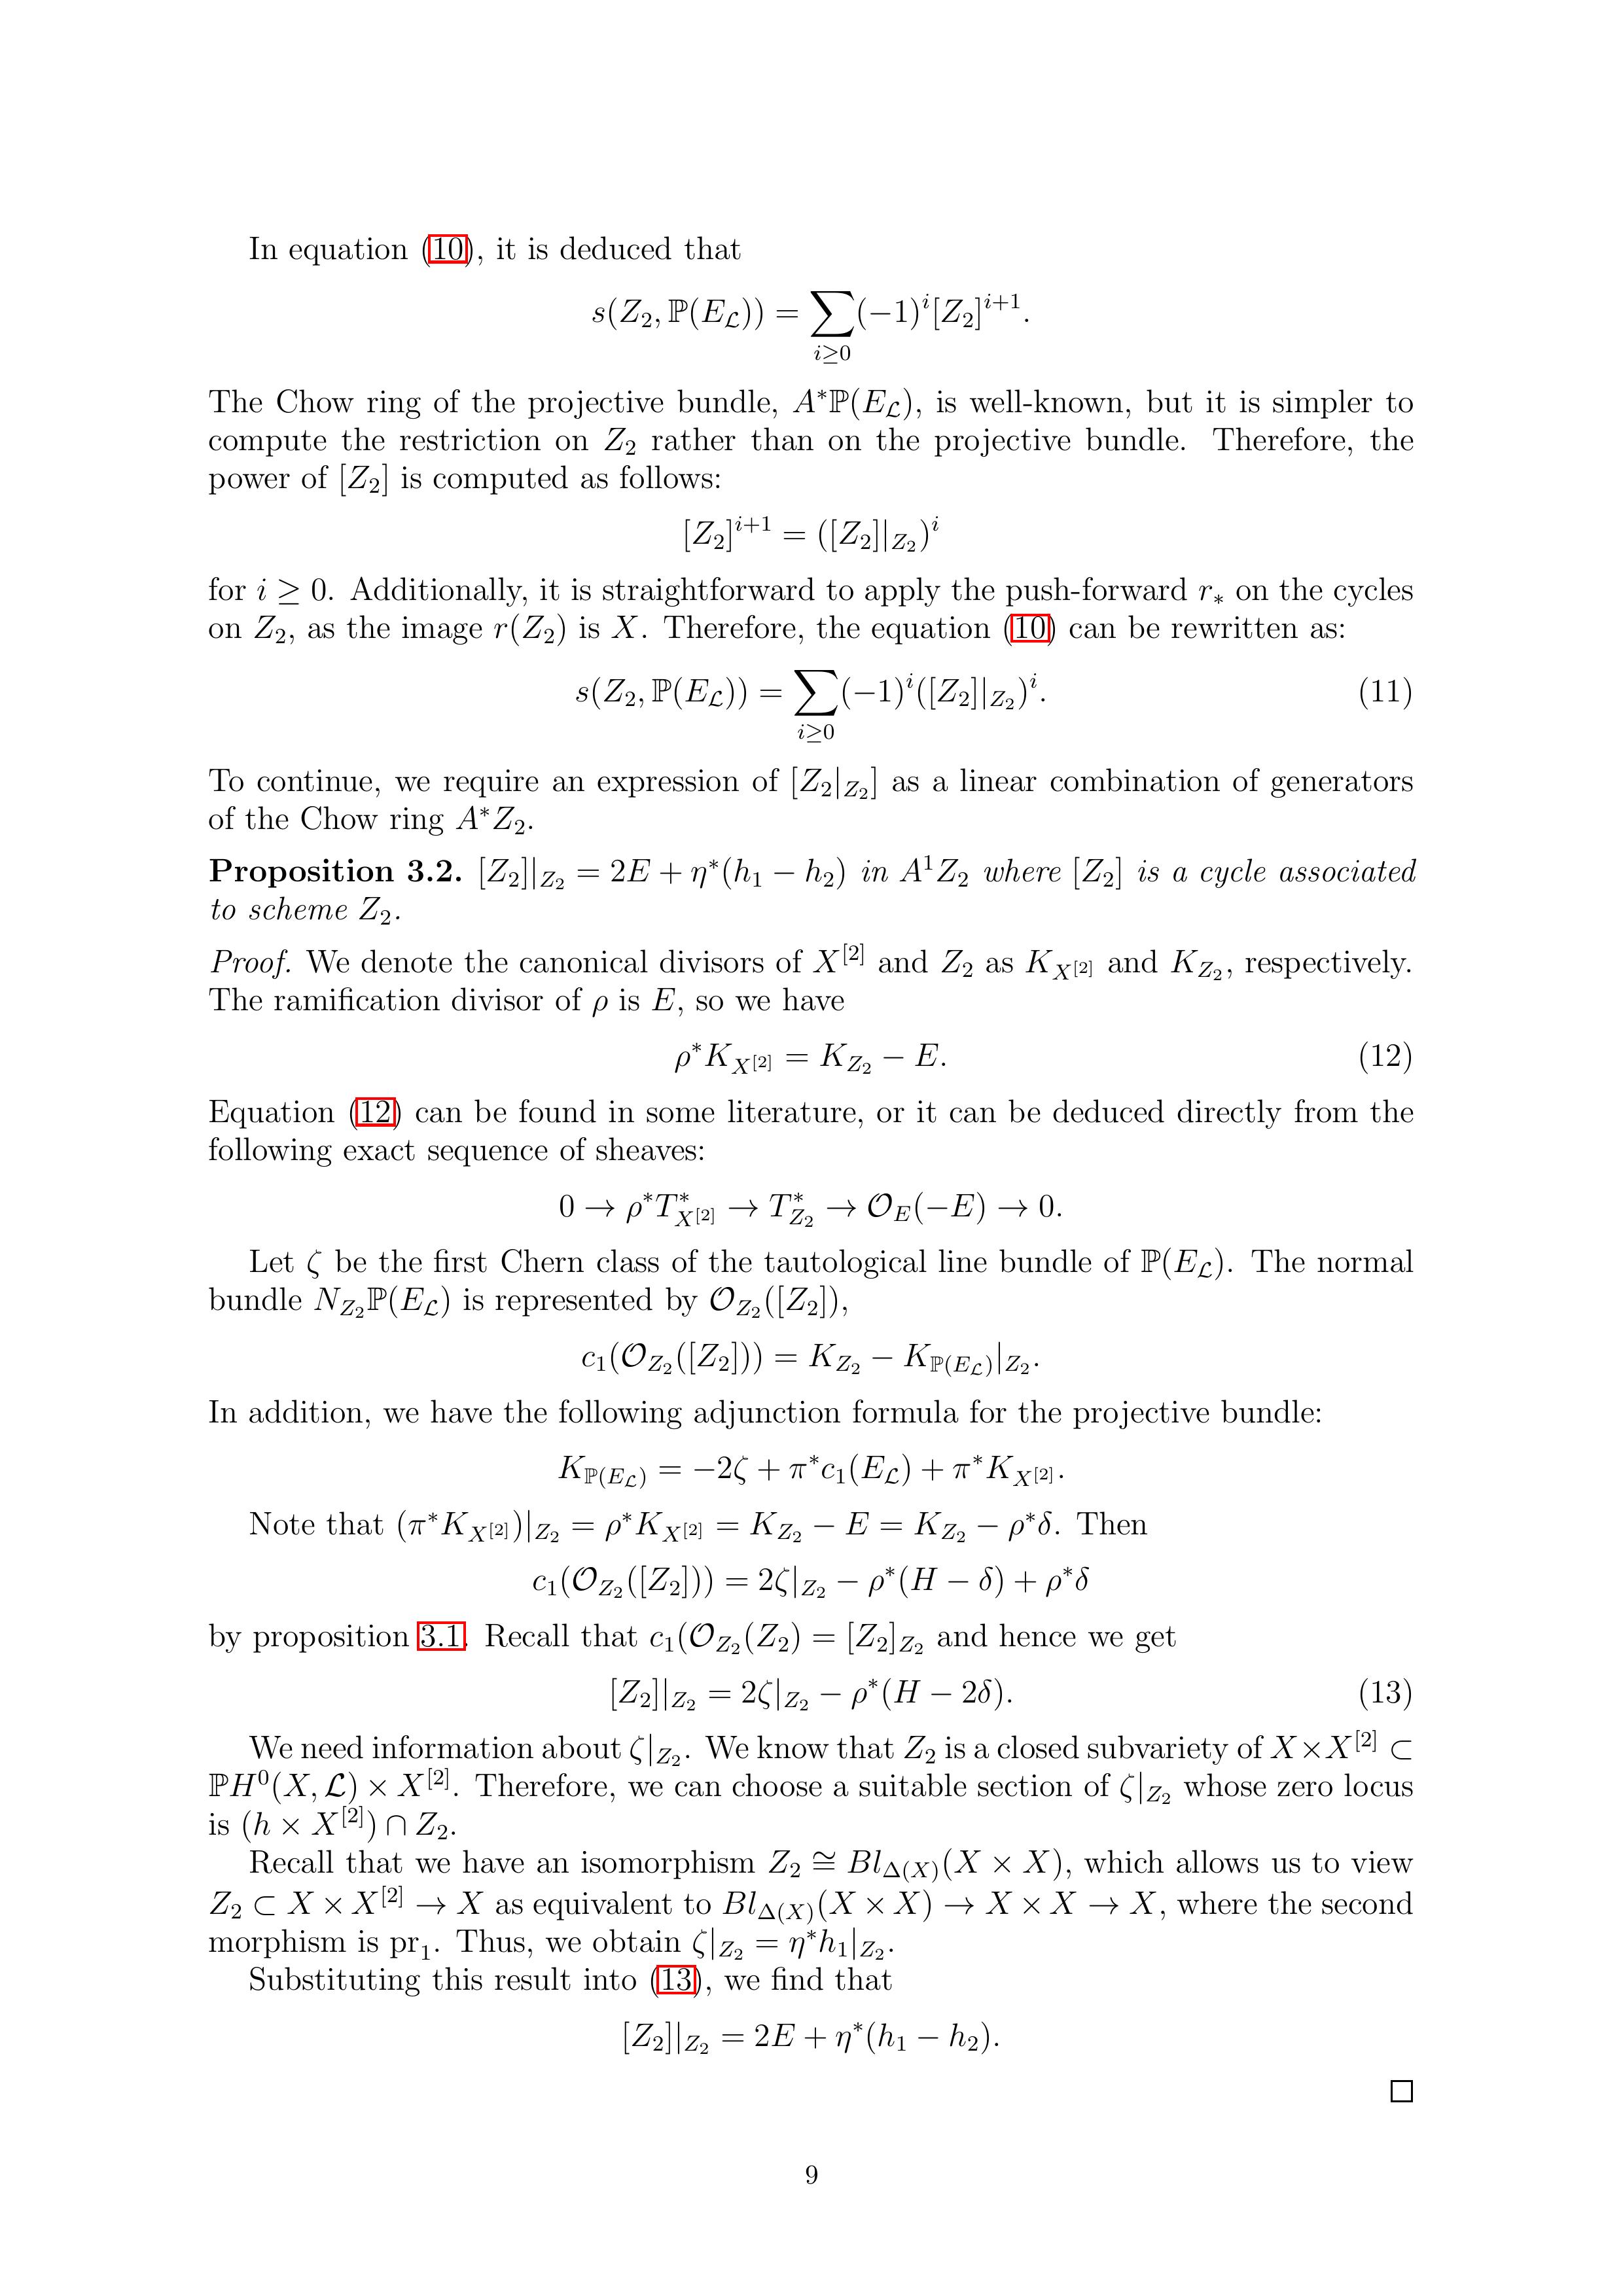 In equation (10), it is deduced that
$$s(Z_2, \mathbb{P}(E_{\mathcal{L}})) = \sum_{i \geq 0} (-1)^i [Z_2]^{i+1}.$$
The Chow ring of the projective bundle, $A^*\mathbb{P}(E_{\mathcal{L}})$, is well-known, but it is simpler to
compute the restriction on $Z_2$ rather than on the projective bundle. Therefore, the
power of $[Z_2]$ is computed as follows:
$$[Z_2]^{i+1} = ([Z_2]|_{Z_2})^i$$
for $i \geq 0$. Additionally, it is straightforward to apply the push-forward $r_*$ on the cycles
on $Z_2$, as the image $r(Z_2)$ is $X$. Therefore, the equation (10) can be rewritten as:
$$s(Z_2, \mathbb{P}(E_{\mathcal{L}})) = \sum_{i \geq 0} (-1)^i ([Z_2]|_{Z_2})^i. \quad (11)$$
To continue, we require an expression of $[Z_2|_{Z_2}]$ as a linear combination of generators
of the Chow ring $A^*Z_2$.
**Proposition 3.2.** $[Z_2]|_{Z_2} = 2E + \eta^*(h_1 - h_2)$ in $A^1Z_2$ where $[Z_2]$ is a cycle associated
to scheme $Z_2$.
Proof. We denote the canonical divisors of $X^{[2]}$ and $Z_2$ as $K_{X^{[2]}}$ and $K_{Z_2}$, respectively.
The ramification divisor of $\rho$ is $E$, so we have
$$\rho^*K_{X^{[2]}} = K_{Z_2} - E. \quad (12)$$
Equation (12) can be found in some literature, or it can be deduced directly from the
following exact sequence of sheaves:
$$0 \to \rho^*T^*_{X^{[2]}} \to T^*_{Z_2} \to \mathcal{O}_E(-E) \to 0.$$
Let $\zeta$ be the first Chern class of the tautological line bundle of $\mathbb{P}(E_{\mathcal{L}})$. The normal
bundle $N_{Z_2}\mathbb{P}(E_{\mathcal{L}})$ is represented by $\mathcal{O}_{Z_2}([Z_2])$,
$$c_1(\mathcal{O}_{Z_2}([Z_2])) = K_{Z_2} - K_{\mathbb{P}(E_{\mathcal{L}})}|_{Z_2}.$$
In addition, we have the following adjunction formula for the projective bundle:
$$K_{\mathbb{P}(E_{\mathcal{L}})} = -2\zeta + \pi^*c_1(E_{\mathcal{L}}) + \pi^*K_{X^{[2]}}.$$
Note that $(\pi^*K_{X^{[2]}})|_{Z_2} = \rho^*K_{X^{[2]}} = K_{Z_2} - E = K_{Z_2} - \rho^*\delta$. Then
$$c_1(\mathcal{O}_{Z_2}([Z_2])) = 2\zeta|_{Z_2} - \rho^*(H - \delta) + \rho^*\delta$$
by proposition 3.1. Recall that $c_1(\mathcal{O}_{Z_2}(Z_2) = [Z_2]_{Z_2}$ and hence we get
$$[Z_2]|_{Z_2} = 2\zeta|_{Z_2} - \rho^*(H - 2\delta). \quad (13)$$
We need information about $\zeta|_{Z_2}$. We know that $Z_2$ is a closed subvariety of $X \times X^{[2]} \subset$
$\mathbb{P}H^0(X, \mathcal{L}) \times X^{[2]}$. Therefore, we can choose a suitable section of $\zeta|_{Z_2}$ whose zero locus
is $(h \times X^{[2]}) \cap Z_2$.
Recall that we have an isomorphism $Z_2 \cong Bl_{\Delta(X)}(X \times X)$, which allows us to view
$Z_2 \subset X \times X^{[2]} \to X$ as equivalent to $Bl_{\Delta(X)}(X \times X) \to X \times X \to X$, where the second
morphism is $\mathrm{pr}_1$. Thus, we obtain $\zeta|_{Z_2} = \eta^*h_1|_{Z_2}$.
Substituting this result into (13), we find that
$$[Z_2]|_{Z_2} = 2E + \eta^*(h_1 - h_2).$$
□
9